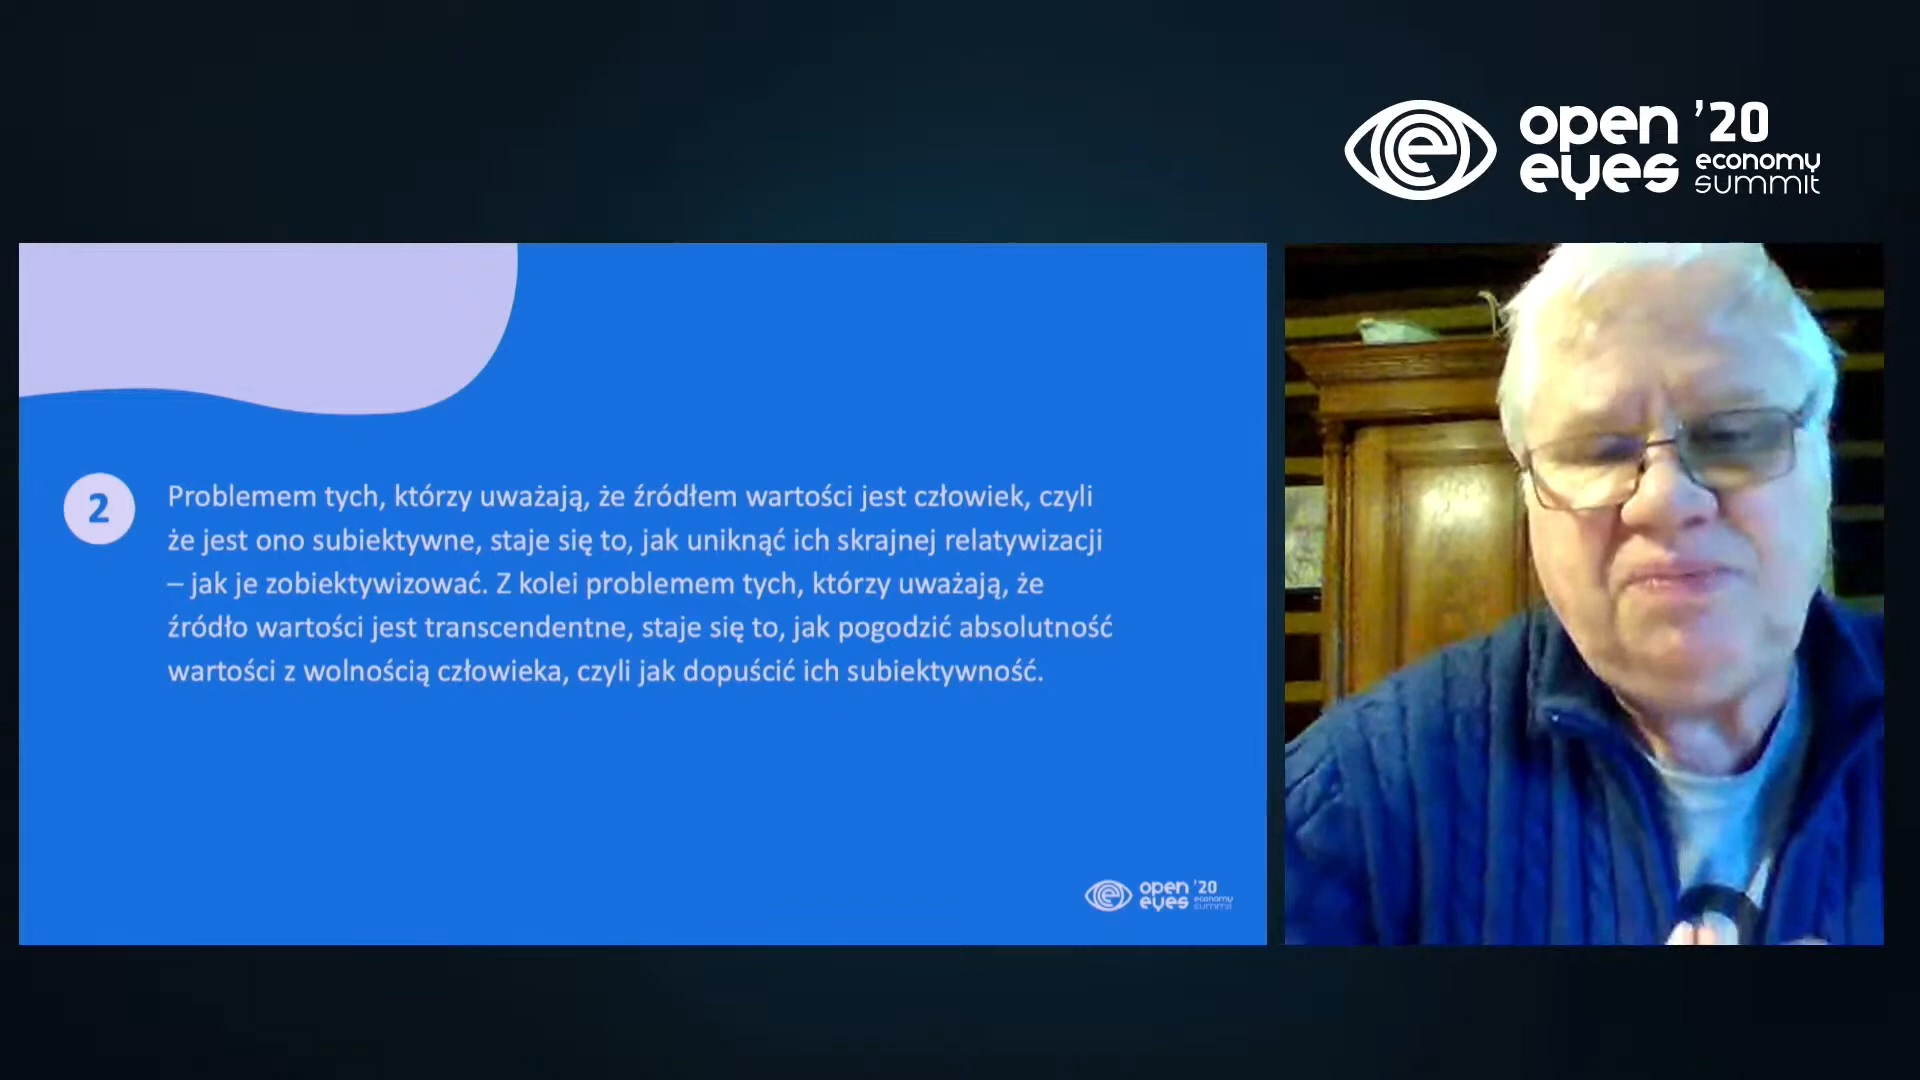 open '20
eyes economy
summit
2
Problemem tych, którzy uważają, że źródłem wartości jest człowiek, czyli
że jest ono subiektywne, staje się to, jak uniknąć ich skrajnej relatywizacji
– jak je zobiektywizować. Z kolei problemem tych, którzy uważają, że
źródło wartości jest transcendentne, staje się to, jak pogodzić absolutność
wartości z wolnością człowieka, czyli jak dopuścić ich subiektywność.
open '20
eyes economy
summit